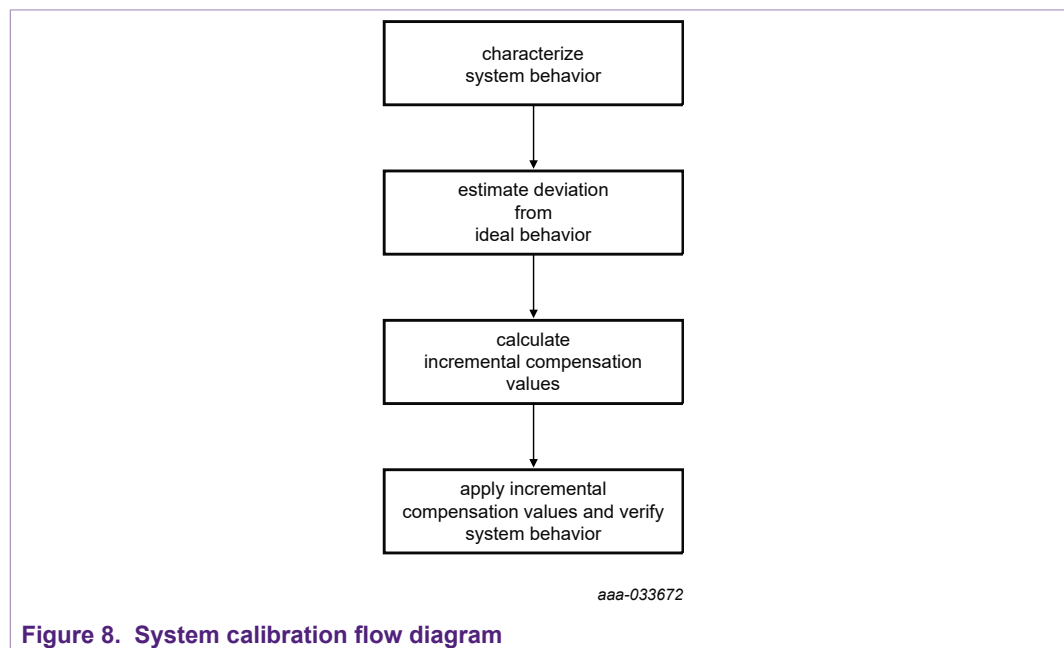 characterize
system behavior
estimate deviation
from
ideal behavior
calculate
incremental compensation
values
apply incremental
compensation values and verify
system behavior
aaa-033672
Figure 8. System calibration flow diagram